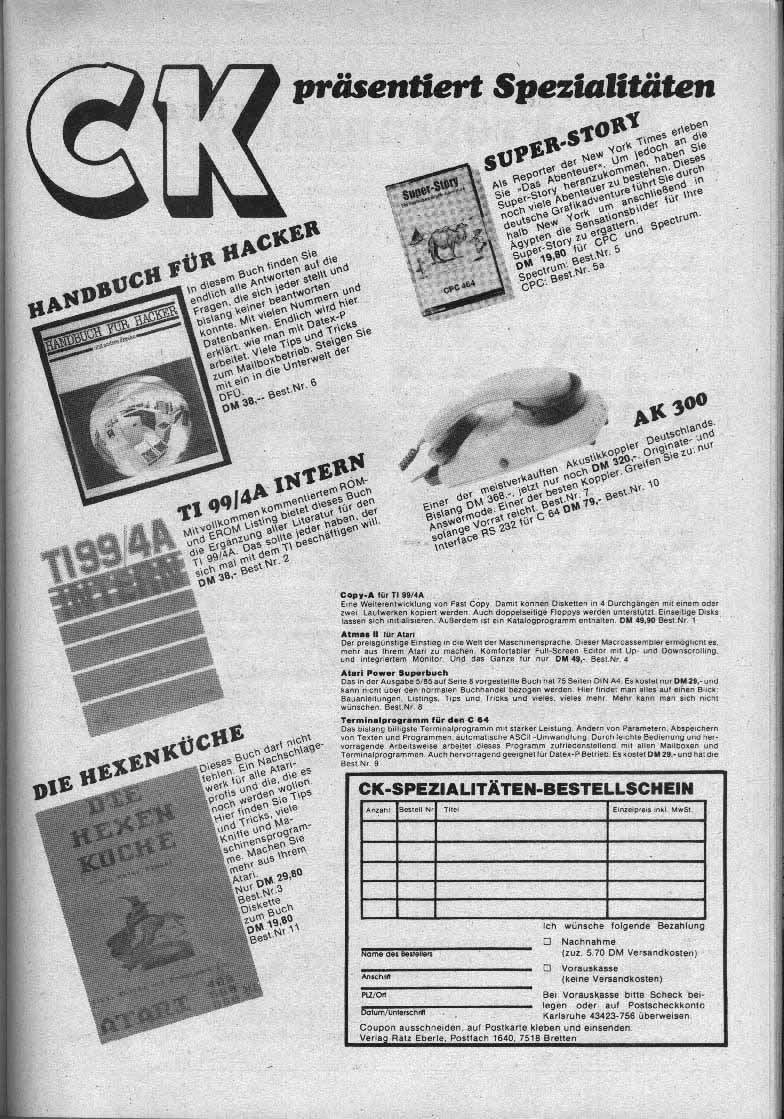 CK präsentiert Spezialitäten
SUPER-STORY
Als Reporter der New York Times erleben
Sie „Das Abenteuer“. Um jedoch an die
Super-Story heranzukommen, haben Sie
noch viele Abenteuer zu bestehen. Dieses
deutsche Grafikadventure führt Sie durch
halb New York um anschließend in
Ägypten die Sensationsbilder für Ihre
Super-Story zu ergattern.
DM 19,80 für CPC und Spectrum.
Spectrum: Best.Nr. 5
CPC: Best.Nr. 5a
Super-Story
CPC 464
HANDBUCH FÜR HACKER
In diesem Buch finden Sie
endlich alle Antworten auf die
Fragen, die sich jeder stellt und
bislang keiner beantworten
konnte. Mit vielen Nummern und
Datenbanken. Endlich wird hier
erklärt, wie man mit Datex-P
arbeitet. Viele Tips und Tricks
zum Mailboxbetrieb. Steigen Sie
mit ein in die Unterwelt der
DFÜ.
DM 38,-- Best.Nr. 6
HANDBUCH FÜR HACKER
und andere Freaks
AK 300
Einer der meistverkauften Akustikkoppler Deutschlands.
Bislang DM 368.-, jetzt nur noch DM 320,-. Originate- und
Answermode. Einer der besten Koppler. Greifen Sie zu: nur
solange Vorrat reicht. Best.Nr. 7
Interface RS 232 für C 64 DM 79,- Best.Nr. 10
TI 99/4A INTERN
Mit vollkommen kommentiertem ROM-
und EROM Listing bietet dieses Buch
die Ergänzung aller Literatur für den
TI 99/4A. Das sollte jeder haben, der
sich mal mit dem TI beschäftigen will.
DM 38,- Best.Nr. 2
TI 99/4A
INTERN
Copy-A für TI 99/4A
Eine Weiterentwicklung von Fast Copy. Damit können Disketten in 4 Durchgängen mit einem oder
zwei Laufwerken kopiert werden. Auch doppelseitige Floppys werden unterstützt. Einseitige Disks
lassen sich initialisieren. Außerdem ist ein Katalogprogramm enthalten. DM 49,90 Best.Nr. 1
Atmas II für Atari
Der preisgünstige Einstieg in die Welt der Maschinensprache. Dieser Macroassembler ermöglicht es,
mehr aus Ihrem Atari zu machen. Komfortabler Full-Screen Editor mit Up- und Downscrolling,
und integriertem Monitor. Und das Ganze für nur DM 49,- Best.Nr. 4
Atari Power Superbuch
Das in der Ausgabe 5/85 auf Seite 8 vorgestellte Buch hat 75 Seiten DIN A4. Es kostet nur DM 29,- und
kann nicht über den normalen Buchhandel bezogen werden. Hier findet man alles auf einen Blick:
Bauanleitungen, Listings, Tips und Tricks und vieles, vieles mehr. Mehr kann man sich nicht
wünschen. Best.Nr. 8
Terminalprogramm für den C 64
Das bislang billigste Terminalprogramm mit starker Leistung. Ändern von Parametern, Abspeichern
von Texten und Programmen, automatische ASCII-Umwandlung. Durch leichte Bedienung und her-
vorragende Arbeitsweise arbeitet dieses Programm zufriedenstellend mit allen Mailboxen und
Terminalprogrammen. Auch hervorragend geeignet für Datex-P Betrieb. Es kostet DM 29,- und hat die
Best.Nr. 9
DIE HEXENKÜCHE
Dieses Buch darf nicht
fehlen. Ein Nachschlage-
werk für alle Atari-
profis und die, die es
noch werden wollen.
Hier finden Sie Tips
und Tricks, viele
Kniffe und Ma-
schinenprogram-
me. Machen Sie
mehr aus Ihrem
Atari.
Nur DM 29,80
Best.Nr.3
Diskette
zum Buch
DM 19,80
Best.Nr 11
DIE
HEXEN
KÜCHE
ATARI
CK-SPEZIALITÄTEN-BESTELLSCHEIN
Anzahl Bestell Nr Titel Einzelpreis inkl. MwSt.
Ich wünsche folgende Bezahlung
Nachnahme
(zuz. 5.70 DM Versandkosten)
Vorauskasse
(keine Versandkosten)
Bei Vorauskasse bitte Scheck bei-
legen oder auf Postscheckkonto
Karlsruhe 43423-756 überweisen.
Name des Bestellers
Anschrift
PLZ/Ort
Datum/Unterschrift
Coupon ausschneiden, auf Postkarte kleben und einsenden:
Verlag Rätz Eberle, Postfach 1640, 7518 Bretten